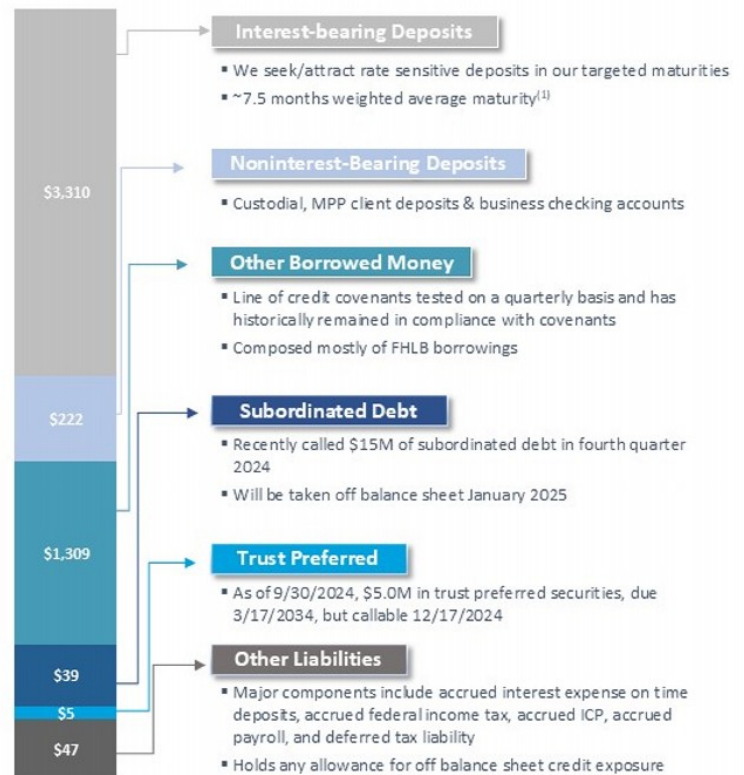 Interest-bearing Deposits
▪ We seek/attract rate sensitive deposits in our targeted maturities
▪ ~7.5 months weighted average maturity(1)
$3,310
Noninterest-Bearing Deposits
▪ Custodial, MPP client deposits & business checking accounts
Other Borrowed Money
▪ Line of credit covenants tested on a quarterly basis and has
historically remained in compliance with covenants
▪ Composed mostly of FHLB borrowings
$222
Subordinated Debt
▪ Recently called $15M of subordinated debt in fourth quarter
2024
▪ Will be taken off balance sheet January 2025
$1,309
Trust Preferred
▪ As of 9/30/2024, $5.0M in trust preferred securities, due
3/17/2034, but callable 12/17/2024
$39
Other Liabilities
▪ Major components include accrued interest expense on time
deposits, accrued federal income tax, accrued ICP, accrued
payroll, and deferred tax liability
▪ Holds any allowance for off balance sheet credit exposure
$5
$47